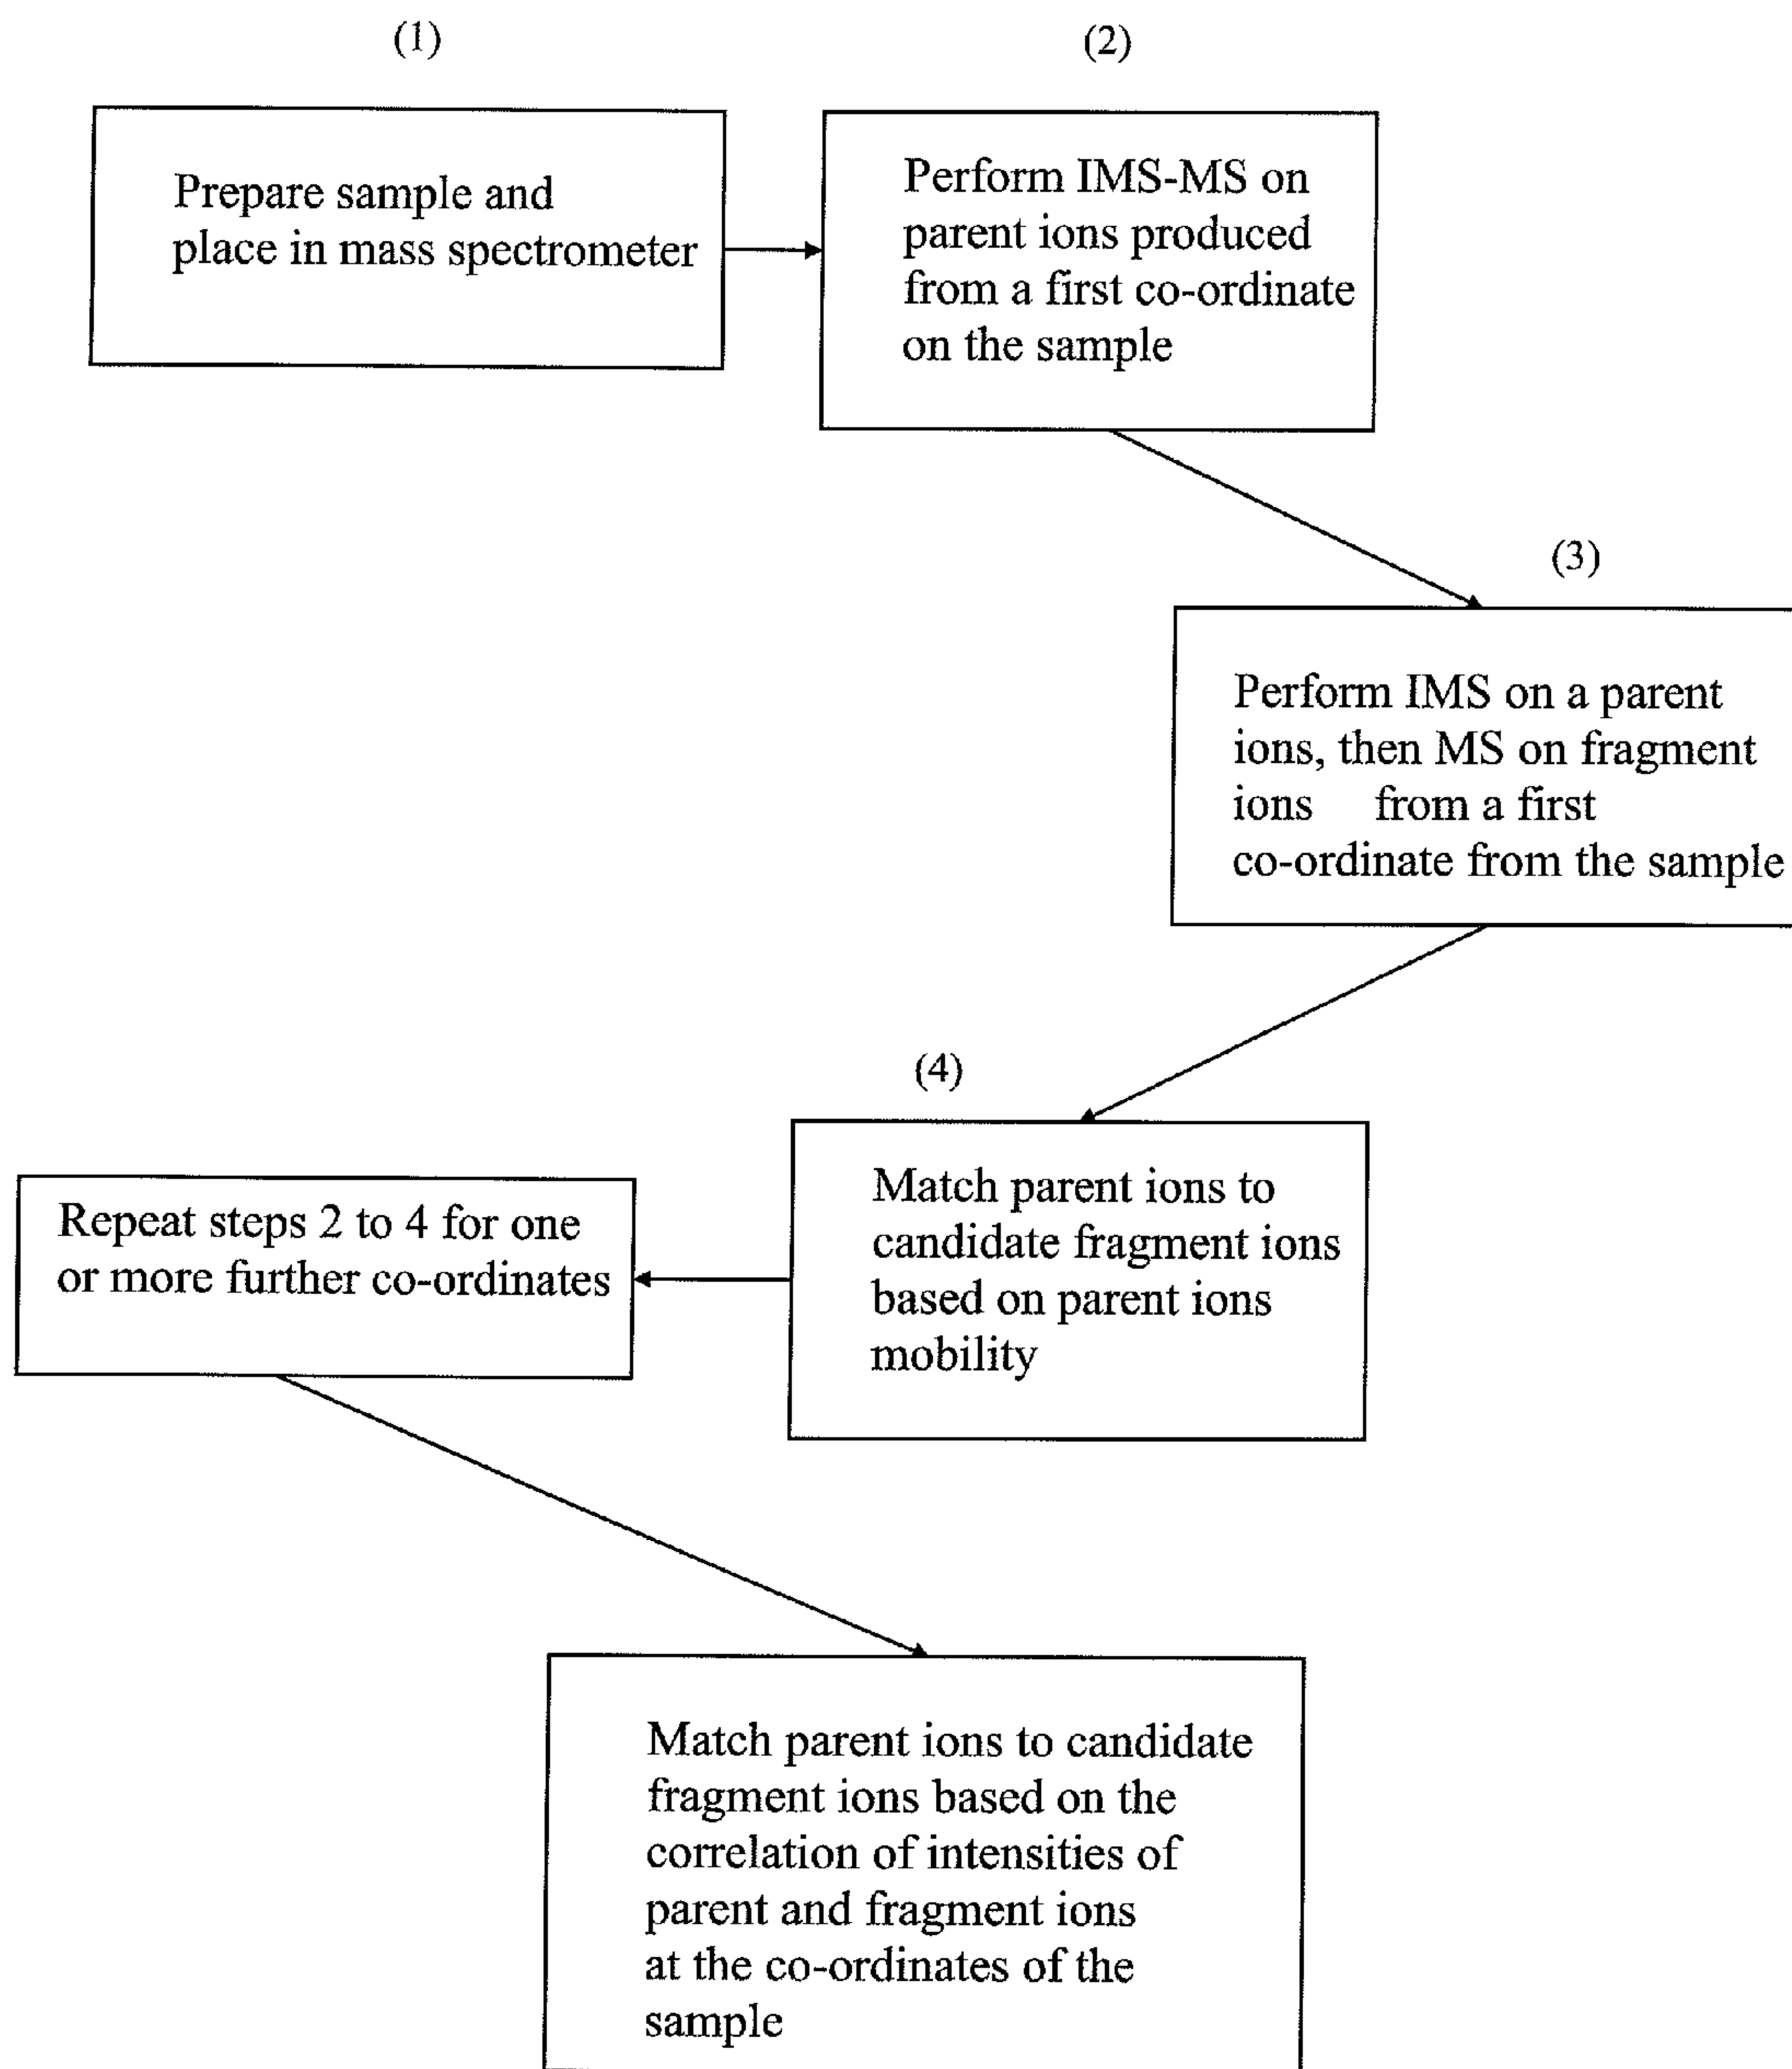 (1)
Prepare sample and
place in mass spectrometer
(2)
Perform IMS-MS on
parent ions produced
from a first co-ordinate
on the sample
(3)
Perform IMS on a parent
ions, then MS on fragment
ions from a first
co-ordinate from the sample
(4)
Match parent ions to
candidate fragment ions
based on parent ions
mobility
Repeat steps 2 to 4 for one
or more further co-ordinates
Match parent ions to candidate
fragment ions based on the
correlation of intensities of
parent and fragment ions
at the co-ordinates of the
sample